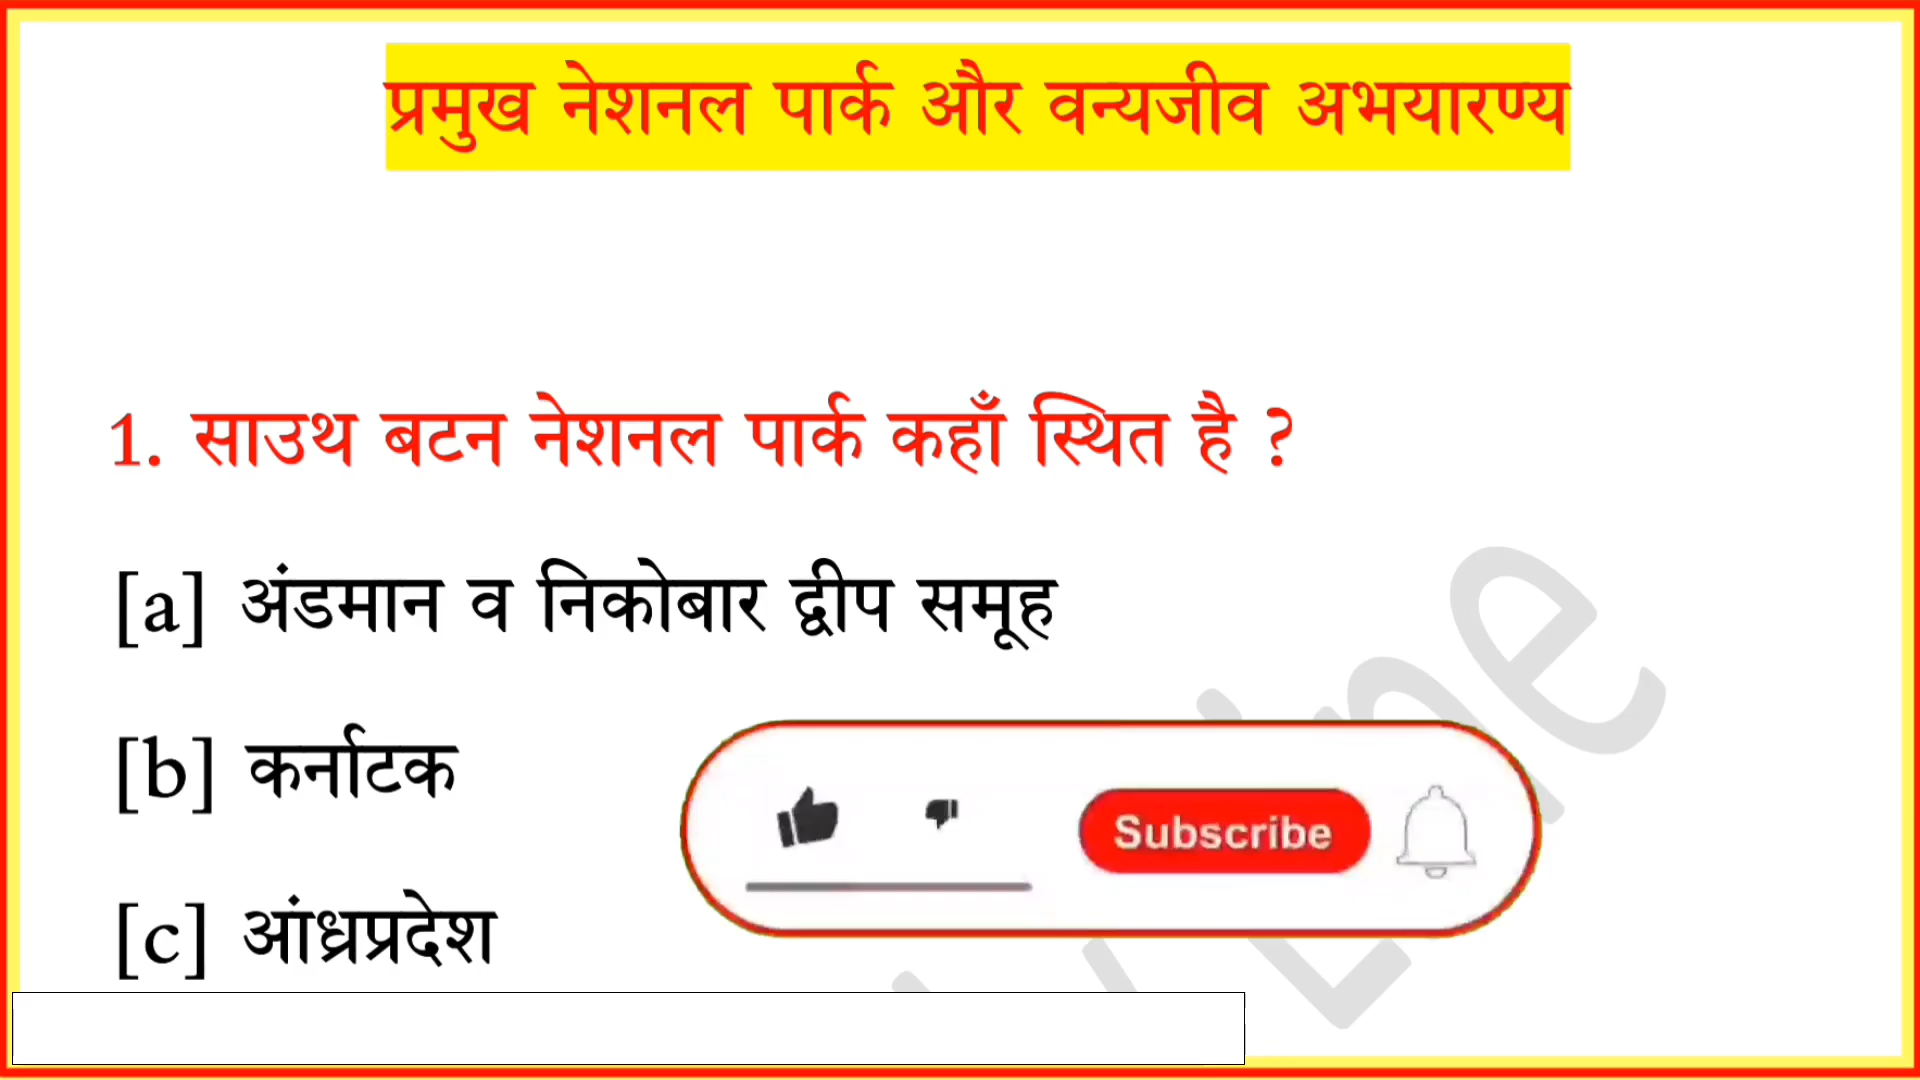 प्रमुख नेशनल पार्क और वन्यजीव अभयारण्य
1. साउथ बटन नेशनल पार्क कहाँ स्थित है ?
[a] अंडमान व निकोबार द्वीप समूह
[b] कर्नाटक
Subscribe
[c] आंध्रप्रदेश